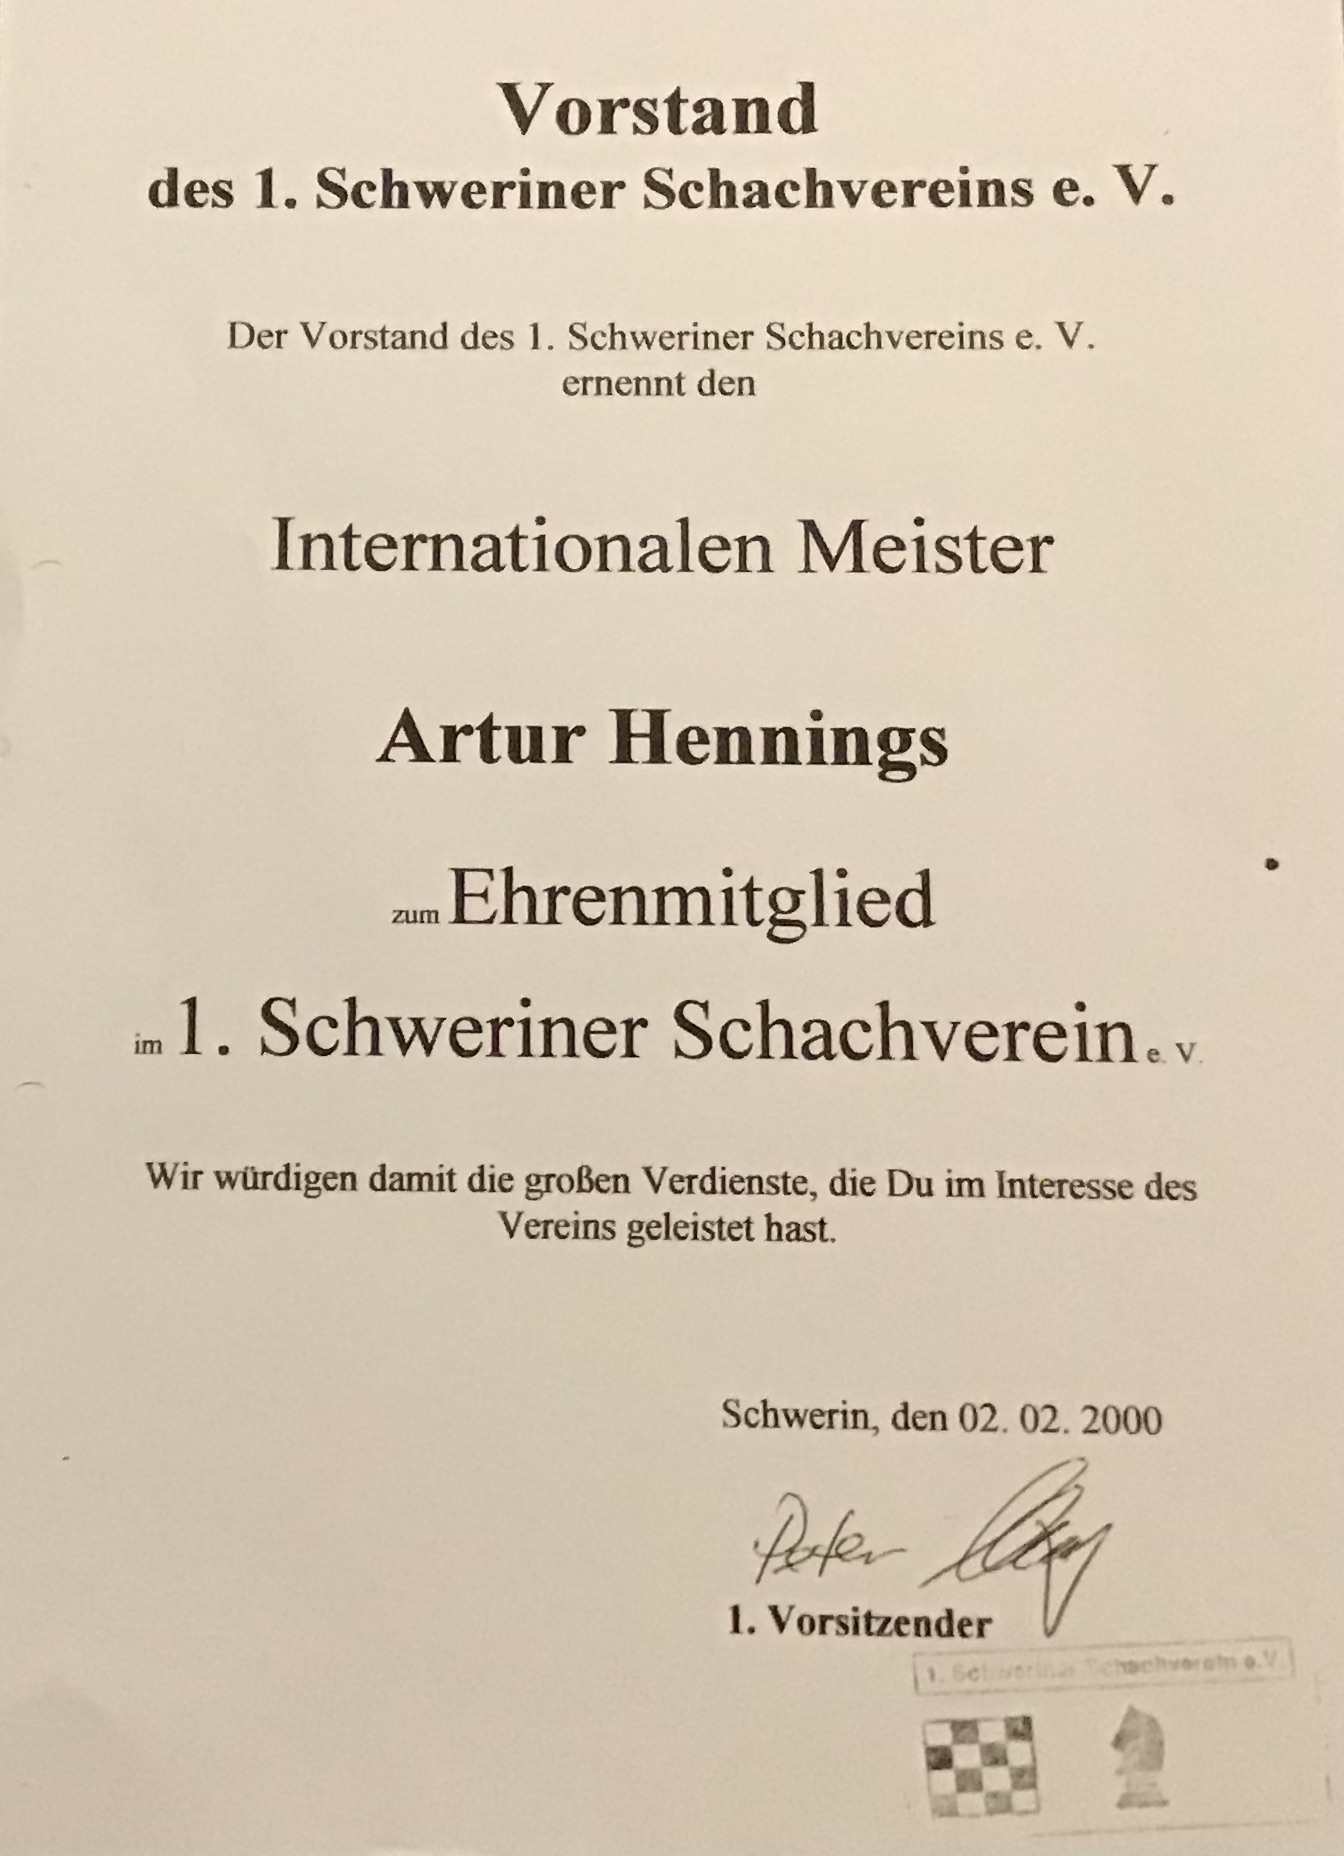 Vorstand
des 1. Schweriner Schachvereins e. V.
Der Vorstand des 1. Schweriner Schachvereins e. V.
ernennt den
Internationalen Meister
Artur Hennings
zum Ehrenmitglied
im 1. Schweriner Schachverein e. V.
Wir würdigen damit die großen Verdienste, die Du im Interesse des
Vereins geleistet hast.
Schwerin, den 02. 02. 2000
Peter
1. Vorsitzender
1. Schweriner Schachverein e.V.